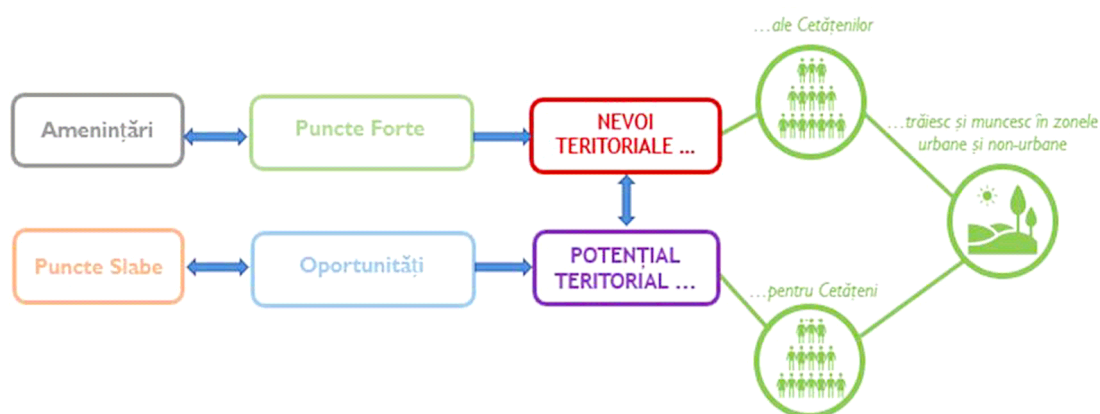 …ale Cetățenilor
Amenințări
Puncte Forte
NEVOI
TERITORIALE ...
…trăiesc și muncesc în zonele
urbane și non-urbane
Puncte Slabe
Oportunități
POTENȚIAL
TERITORIAL ...
…pentru Cetățeni